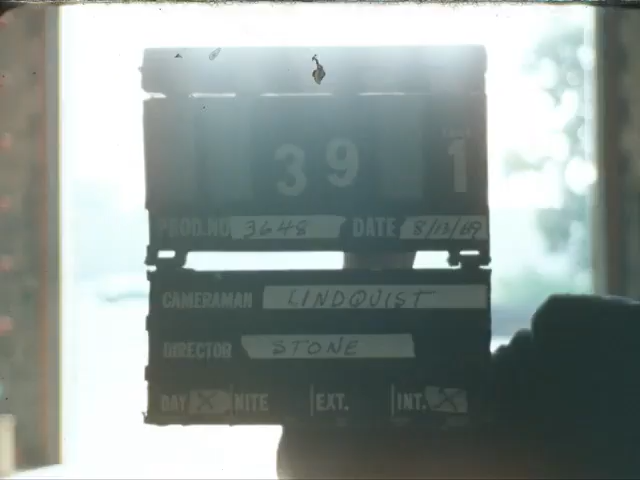 39 1
PROD.NO. 3648 DATE 8/13/69
CAMERAMAN LINDQUIST
DIRECTOR STONE
DAY X NITE EXT. INT. X